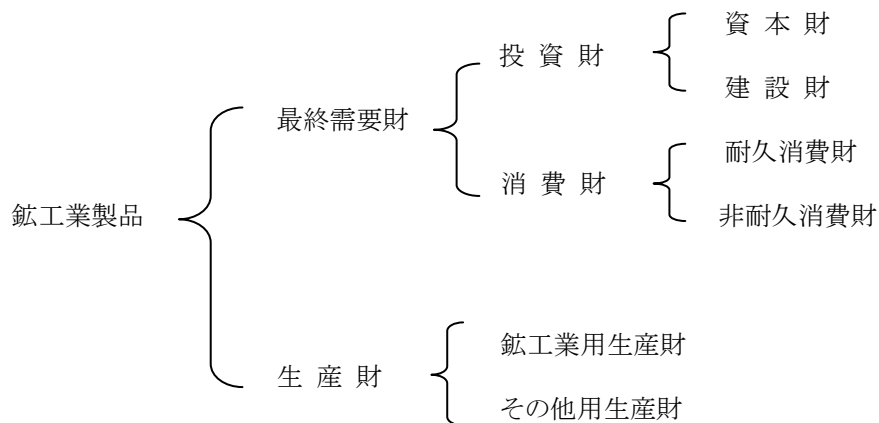 資 本 財
投 資 財
建 設 財
最終需要財
耐久消費財
消 費 財
非耐久消費財
鉱工業製品
鉱工業用生産財
生 産 財
その他用生産財